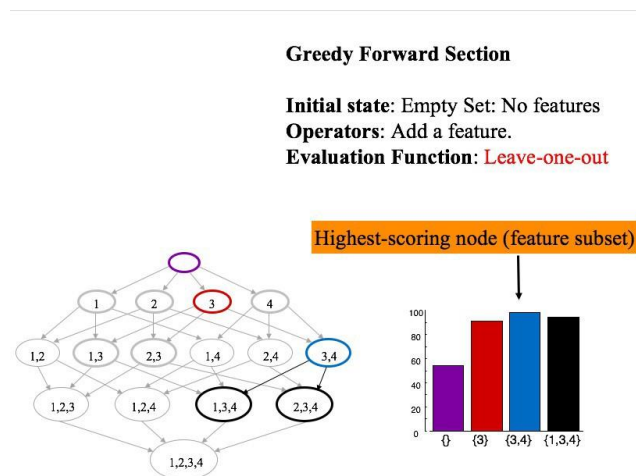 Greedy Forward Section
Initial state: Empty Set: No features
Operators: Add a feature.
Evaluation Function: Leave-one-out
Highest-scoring node (feature subset)
1 2 3 4
1,2 1,3 2,3 1,4 2,4 3,4
1,2,3 1,2,4 1,3,4 2,3,4
1,2,3,4
100
80
60
40
20
0
{} {3} {3,4} {1,3,4}